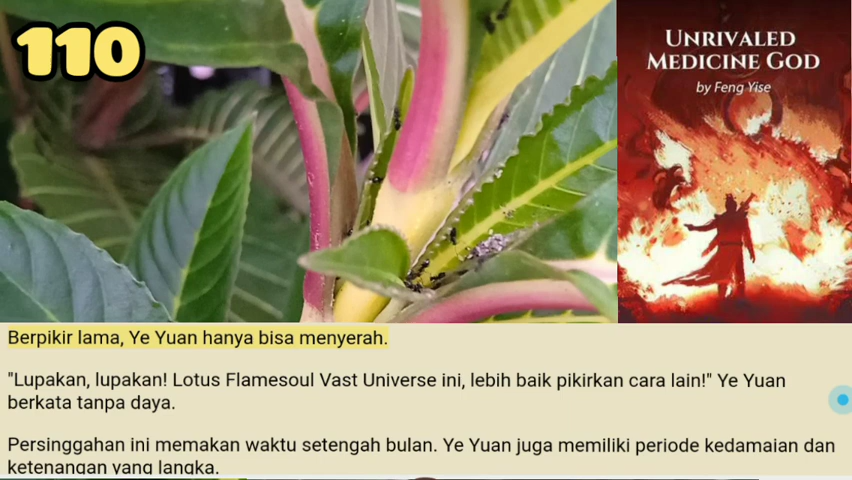 110
UNRIVALED
MEDICINE GOD
by Feng Yise
Berpikir lama, Ye Yuan hanya bisa menyerah.
"Lupakan, lupakan! Lotus Flamesoul Vast Universe ini, lebih baik pikirkan cara lain!" Ye Yuan
berkata tanpa daya.
Persinggahan ini memakan waktu setengah bulan. Ye Yuan juga memiliki periode kedamaian dan
ketenangan yang langka.